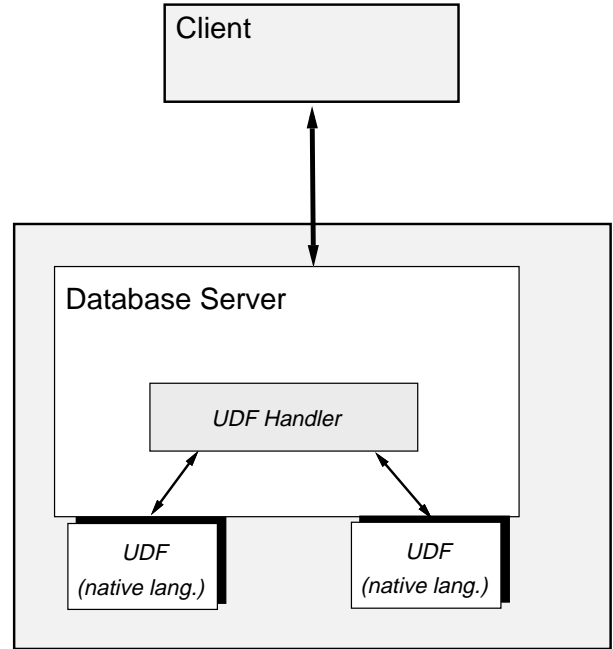 Client
Database Server
UDF Handler
UDF
(native lang.)
UDF
(native lang.)